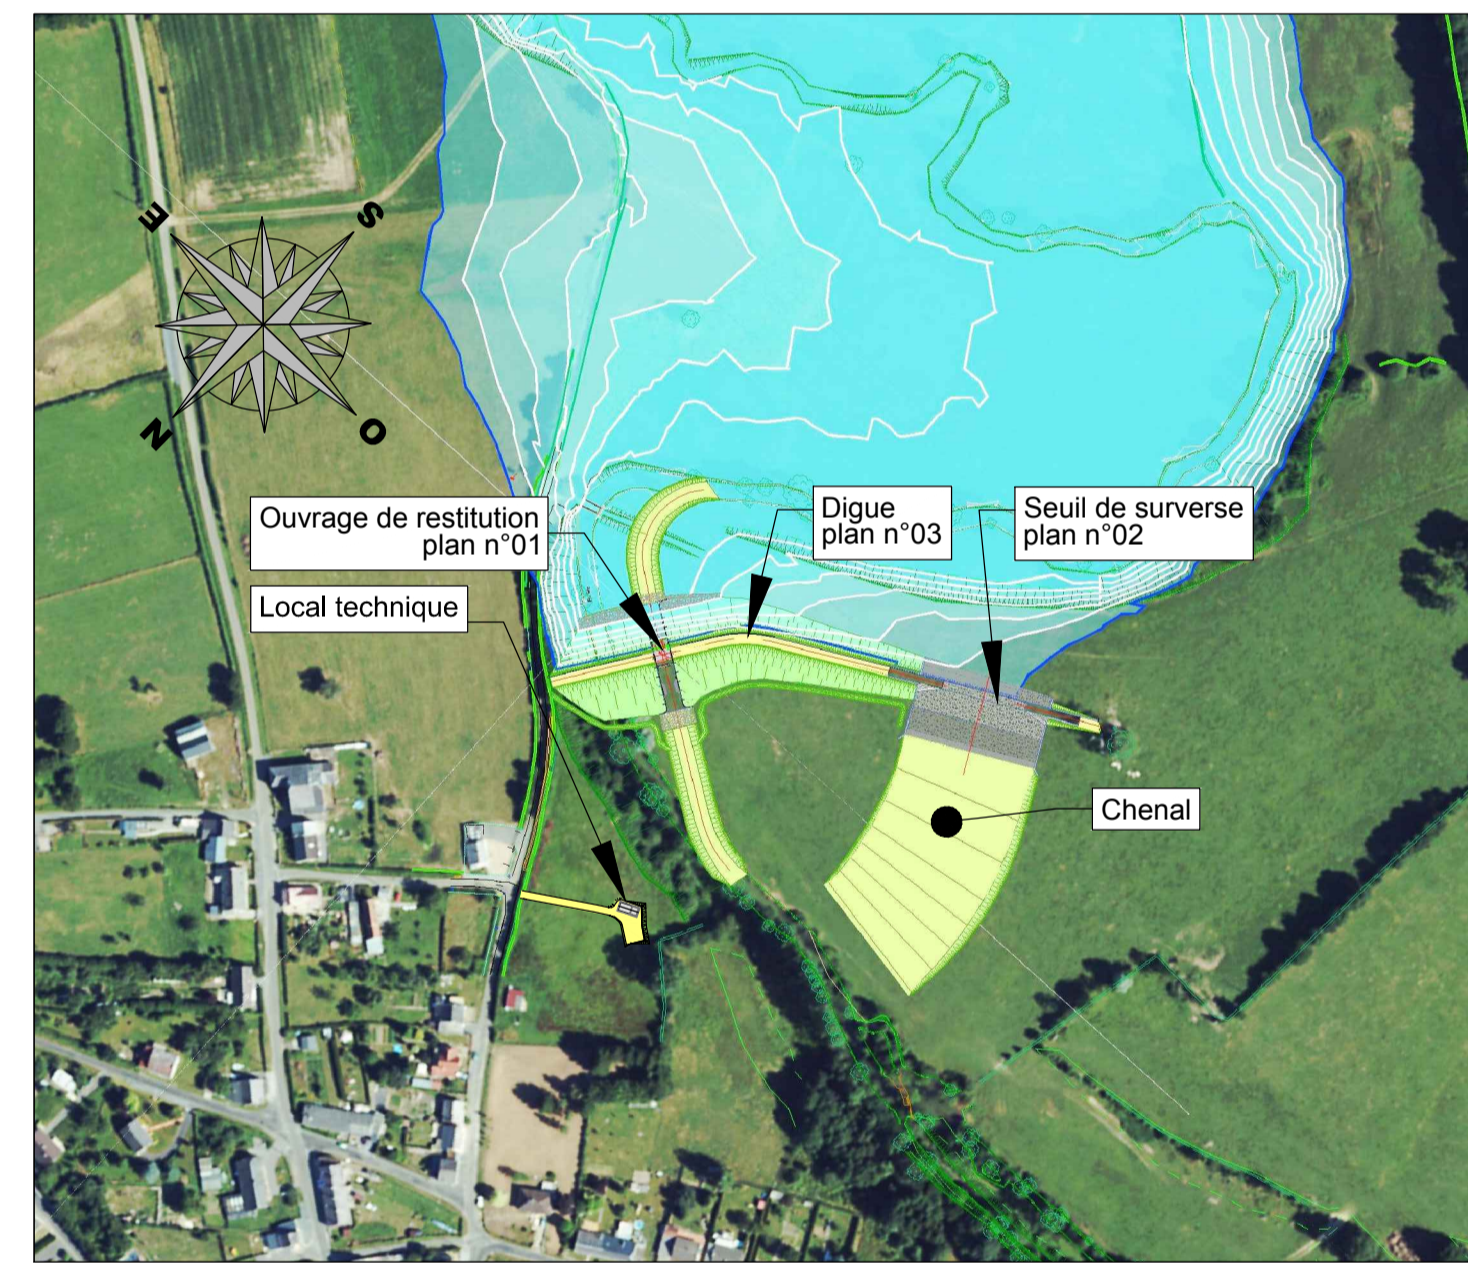 E
S
N
O
Ouvrage de restitution
plan n°01
Digue
plan n°03
Seuil de surverse
plan n°02
Local technique
Chenal